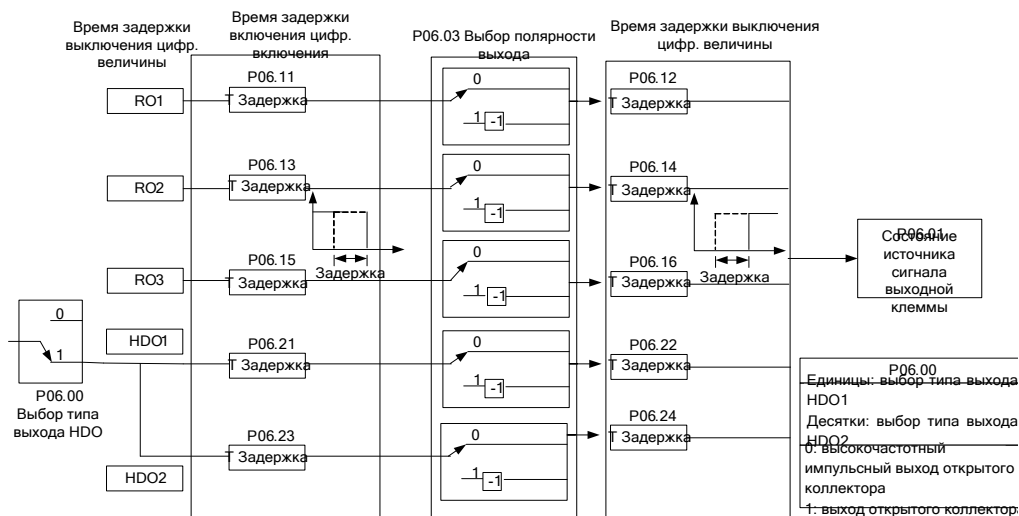 Время задержки
выключения цифр.
величины
Время задержки
включения цифр.
включения
P06.03 Выбор полярности
выхода
Время задержки выключения
цифр. величины
RO1
P06.11
Т Задержка
0
1
-1
P06.12
Т Задержка
RO2
P06.13
Т Задержка
0
1
-1
P06.14
Т Задержка
Задержка
Задержка
RO3
P06.15
Т Задержка
0
1
-1
P06.16
Т Задержка
P06.01
Состояние
источника
сигнала
выходной
клеммы
0
1
P06.00
Выбор типа
выхода HDO
HDO1
P06.21
Т Задержка
0
1
-1
P06.22
Т Задержка
HDO2
P06.23
Т Задержка
0
1
-1
P06.24
Т Задержка
P06.00
Единицы: выбор типа выхода
HDO1
Десятки: выбор типа выхода
HDO2
0: высокочастотный
импульсный выход открытого
коллектора
1: выход открытого коллектора